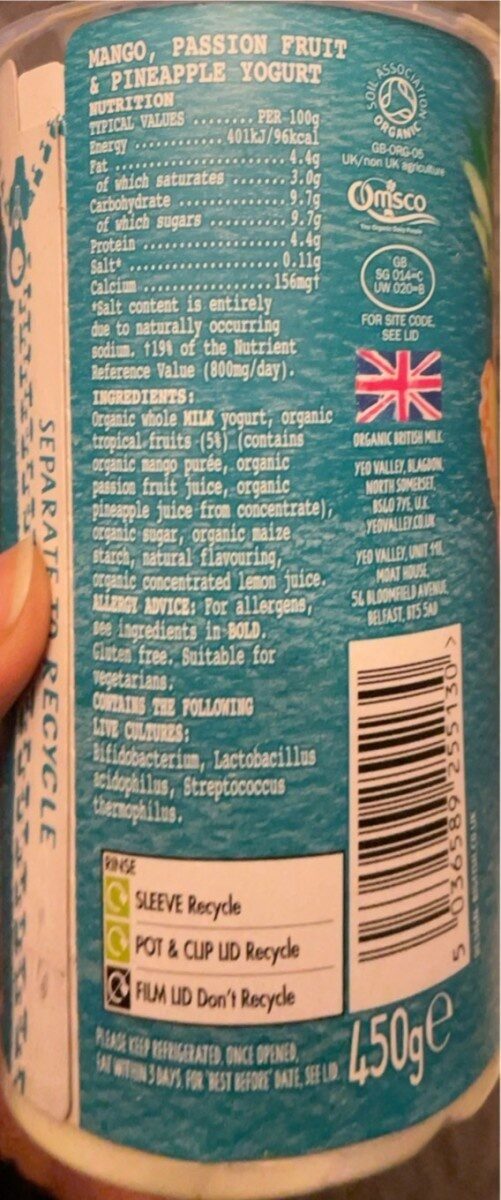 MANGO, PASSION FRUIT
& PINEAPPLE YOGURT
NUTRITION
TYPICAL VALUES ........ PER 100g
Energy ............. 401kJ/96kcal
Fat ........................ 4.4g
of which saturates ......... 3.0g
Carbohydrate ............... 9.7g
of which sugars ............ 9.7g
Protein .................... 4.4g
Salt* ...................... 0.11g
Calcium .................... 156mg†
*Salt content is entirely
due to naturally occurring
sodium. †19% of the Nutrient
Reference Value (800mg/day).
INGREDIENTS:
Organic whole MILK yogurt, organic
tropical fruits (5%) (contains
organic mango purée, organic
passion fruit juice, organic
pineapple juice from concentrate),
organic sugar, organic maize
starch, natural flavouring,
organic concentrated lemon juice.
ALLERGY ADVICE: For allergens,
see ingredients in BOLD.
Gluten free. Suitable for
vegetarians.
CONTAINS THE FOLLOWING
LIVE CULTURES:
Bifidobacterium, Lactobacillus
acidophilus, Streptococcus
thermophilus.
RINSE
SLEEVE Recycle
POT & CLIP LID Recycle
FILM LID Don't Recycle
PLEASE KEEP REFRIGERATED. ONCE OPENED,
EAT WITHIN 3 DAYS. FOR 'BEST BEFORE' DATE, SEE LID.
SOIL ASSOCIATION
ORGANIC
GB-ORG-05
UK/non UK agriculture
Omsco
GB
SG 014-C
UW 020-B
FOR SITE CODE,
SEE LID
ORGANIC BRITISH MILK
YEO VALLEY, BLAGDON,
NORTH SOMERSET,
BS40 7YE, U.K.
YEOVALLEY.CO.UK
YEO VALLEY, UNIT 111,
MOAT HOUSE,
54 BLOOMFIELD AVENUE,
BELFAST, BT5 5AD
5 036589 255130 >
450g e
SEPARATE TO RECYCLE